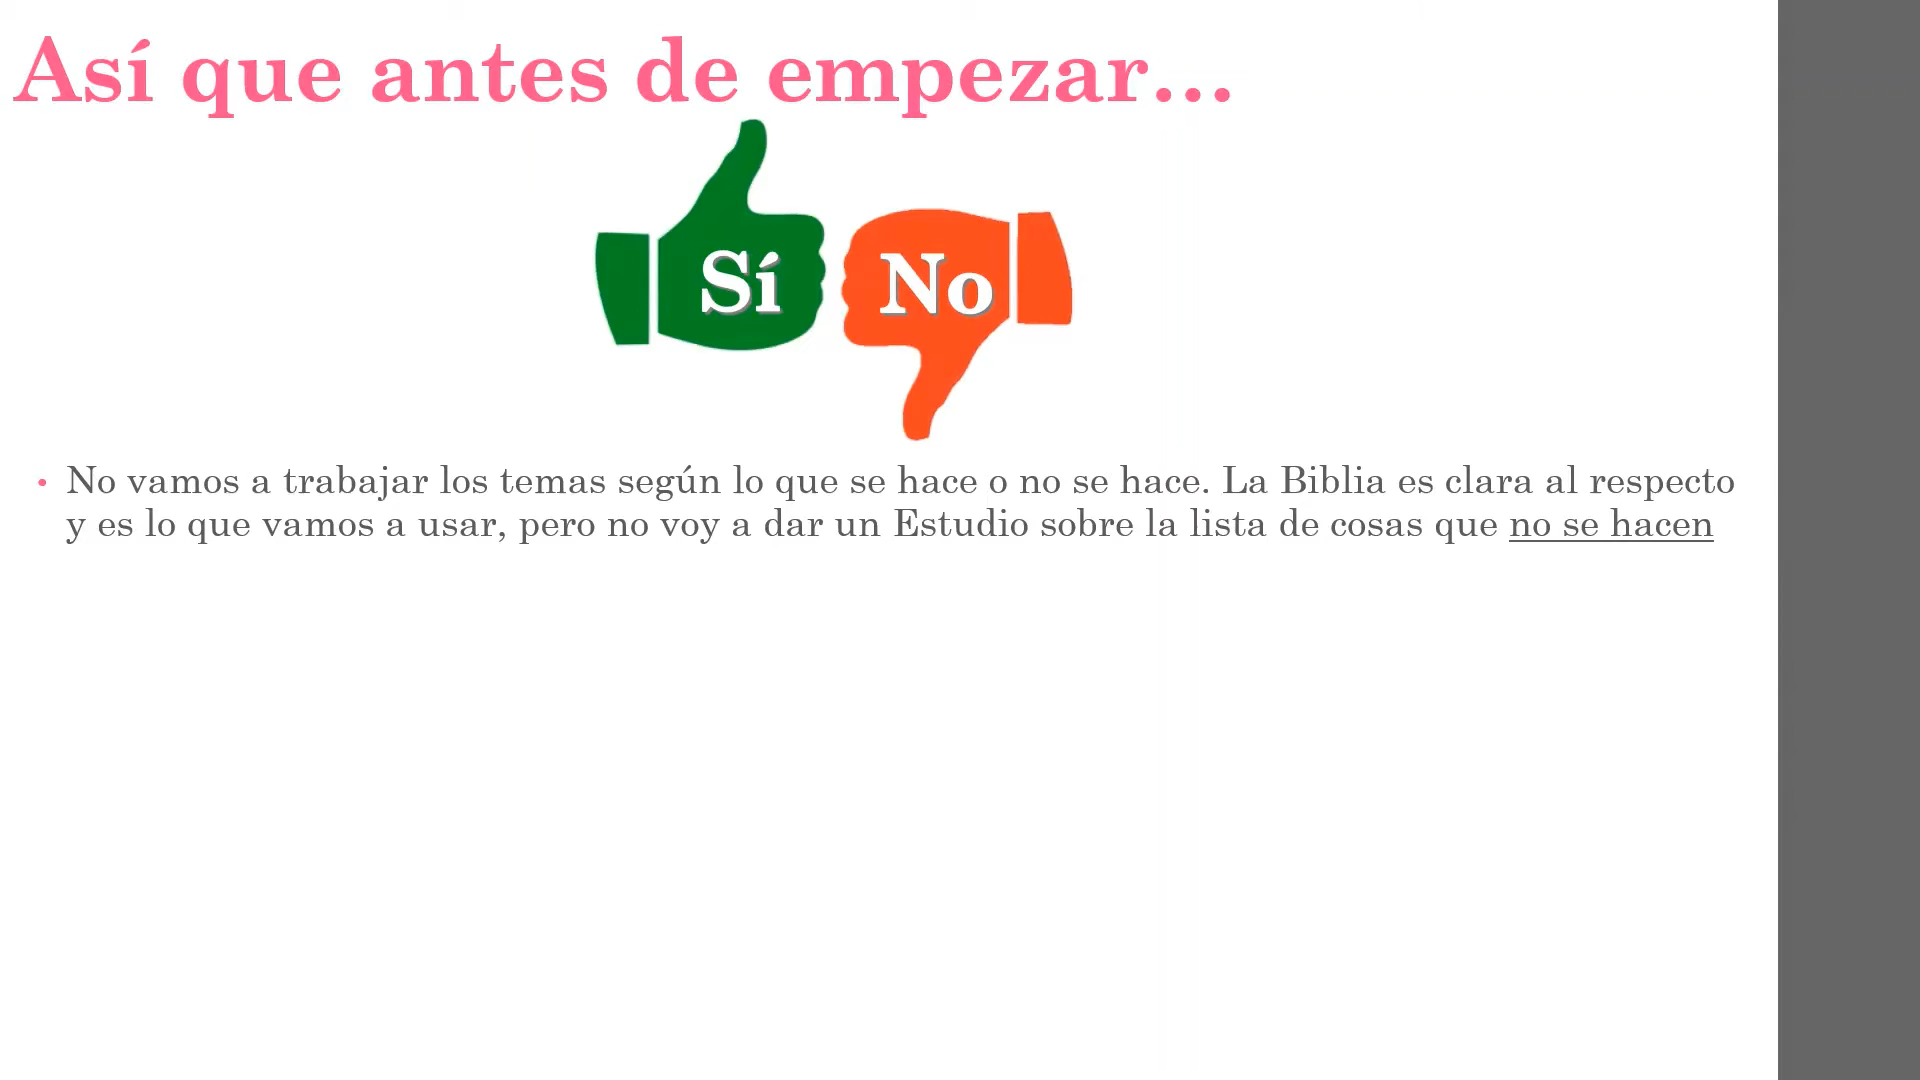 Así que antes de empezar...
Sí No
• No vamos a trabajar los temas según lo que se hace o no se hace. La Biblia es clara al respecto
y es lo que vamos a usar, pero no voy a dar un Estudio sobre la lista de cosas que no se hacen